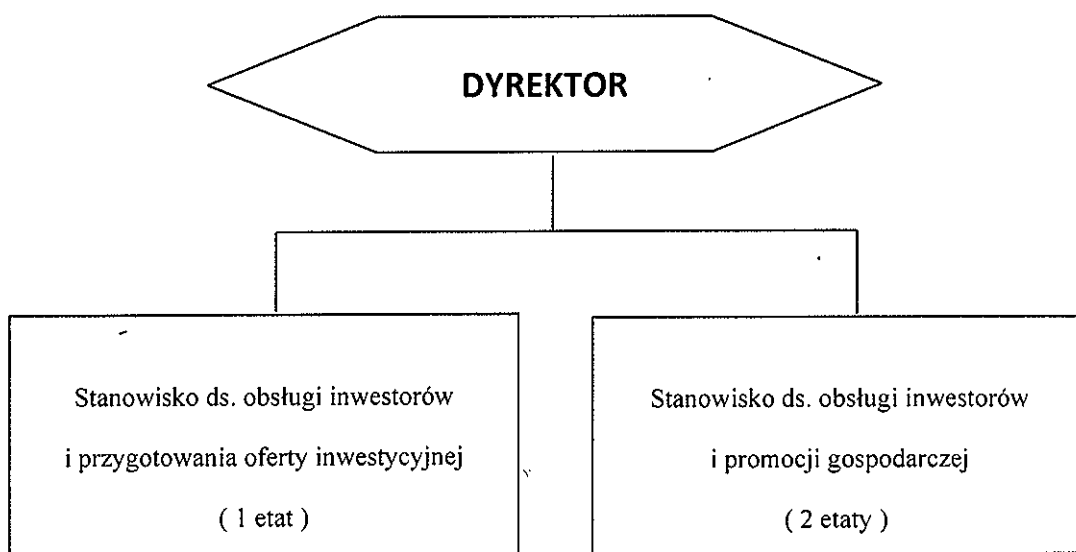 DYREKTOR
Stanowisko ds. obsługi inwestorów
i przygotowania oferty inwestycyjnej
( 1 etat )
Stanowisko ds. obsługi inwestorów
i promocji gospodarczej
( 2 etaty )